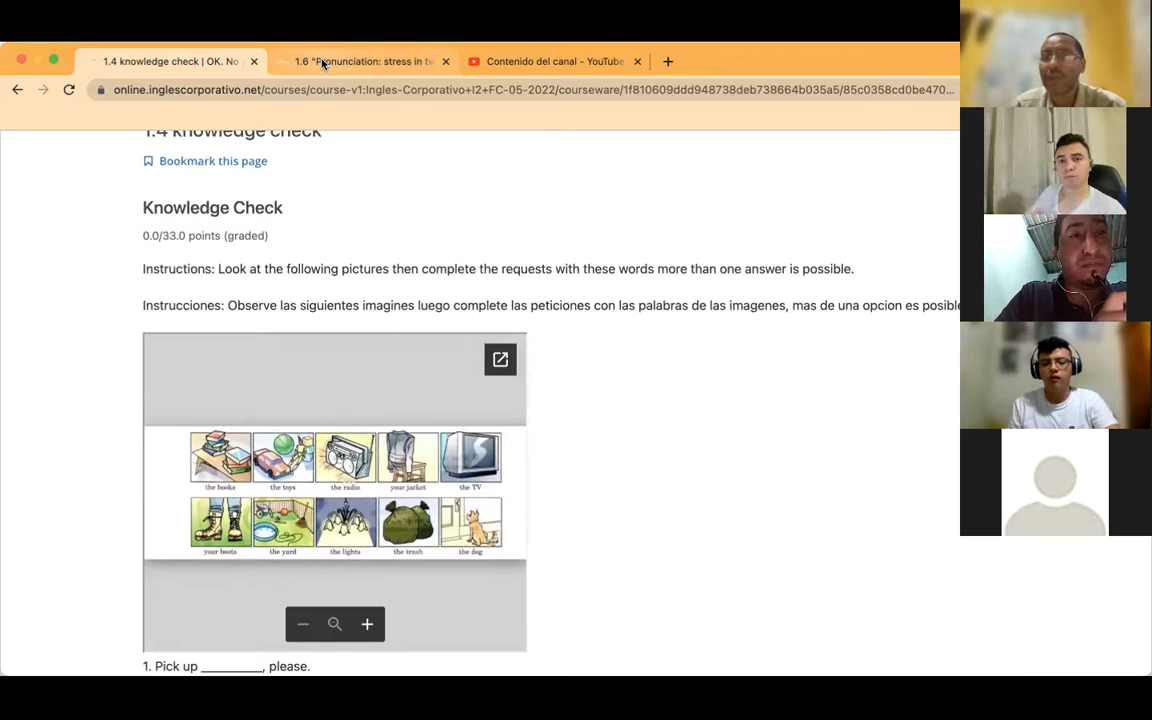 1.4 knowledge check | OK. No
1.6 "Pronunciation: stress in tw
Contenido del canal - YouTube
online.inglescorporativo.net/courses/course-v1:Ingles-Corporativo+I2+FC-05-2022/courseware/1f810609ddd948738deb738664b035a5/85c0358cd0be470...
1.4 knowledge check
Bookmark this page
Knowledge Check
0.0/33.0 points (graded)
Instructions: Look at the following pictures then complete the requests with these words more than one answer is possible.
Instrucciones: Observe las siguientes imagines luego complete las peticiones con las palabras de las imagenes, mas de una opcion es posible
the books the toys the radio your jacket the TV
your boots the yard the lights the trash the dog
1. Pick up __________, please.